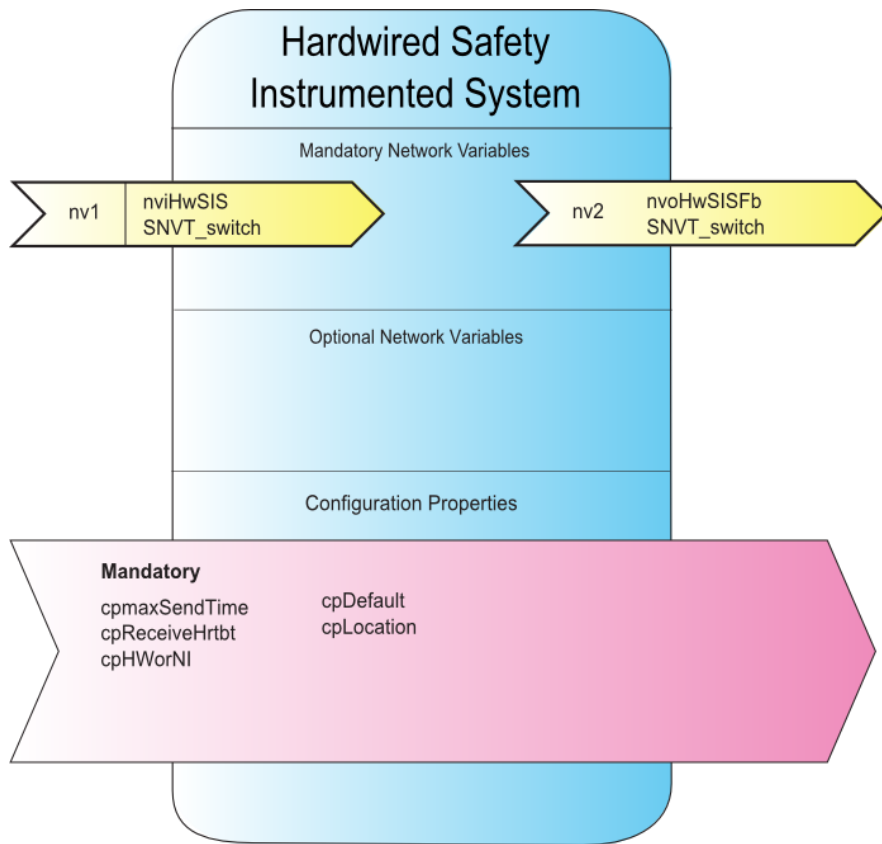 Hardwired Safety
Instrumented System
Mandatory Network Variables
nv1
nviHwSIS
SNVT_switch
nv2
nvoHwSISFb
SNVT_switch
Optional Network Variables
Configuration Properties
Mandatory
cpmaxSendTime
cpReceiveHrtbt
cpHWorNI
cpDefault
cpLocation